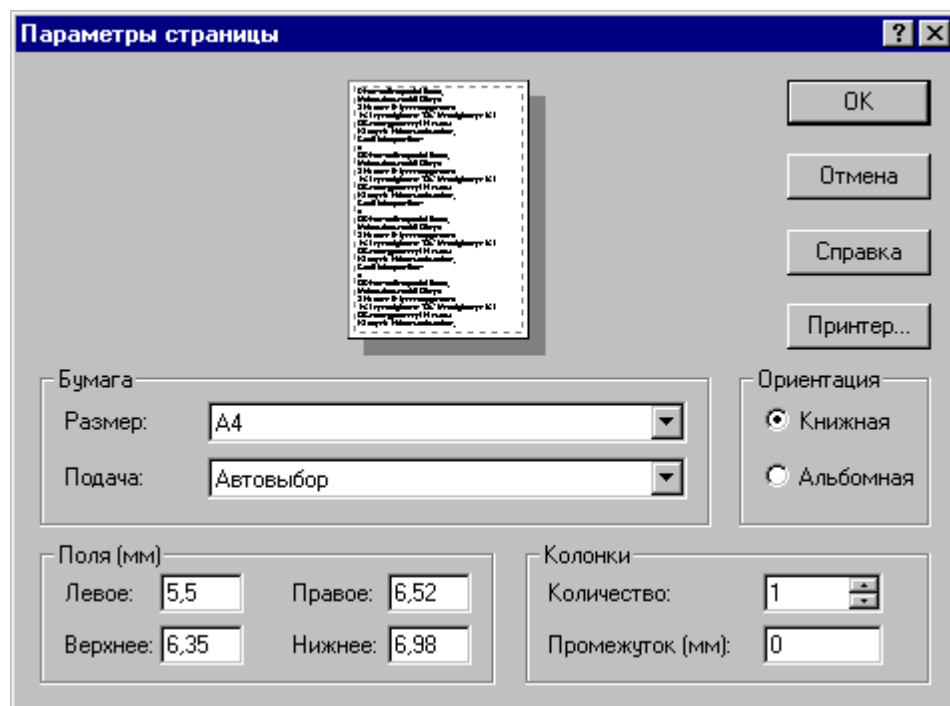 Параметры страницы
OK
Отмена
Справка
Принтер...
Бумага
Размер: A4
Подача: Автовыбор
Ориентация
Книжная
Альбомная
Поля (мм)
Левое: 5,5 Правое: 6,52
Верхнее: 6,35 Нижнее: 6,98
Колонки
Количество: 1
Промежуток (мм): 0